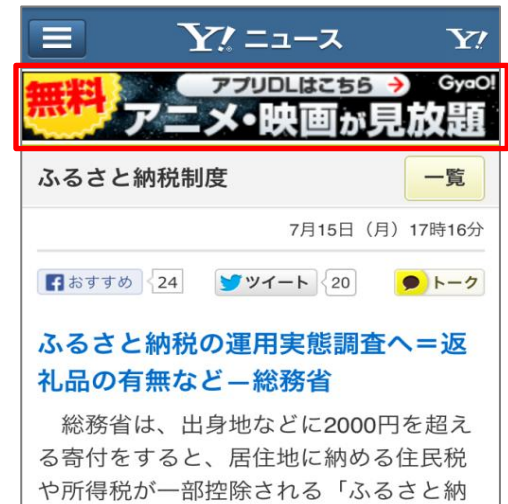 Y! ニュース Y!
無料 アプリDLはこちら GyaO!
アニメ・映画が見放題
ふるさと納税制度 一覧
7月15日（月）17時16分
おすすめ 24 ツイート 20 トーク
ふるさと納税の運用実態調査へ＝返
礼品の有無など―総務省
総務省は、出身地などに2000円を超え
る寄付をすると、居住地に納める住民税
や所得税が一部控除される「ふるさと納